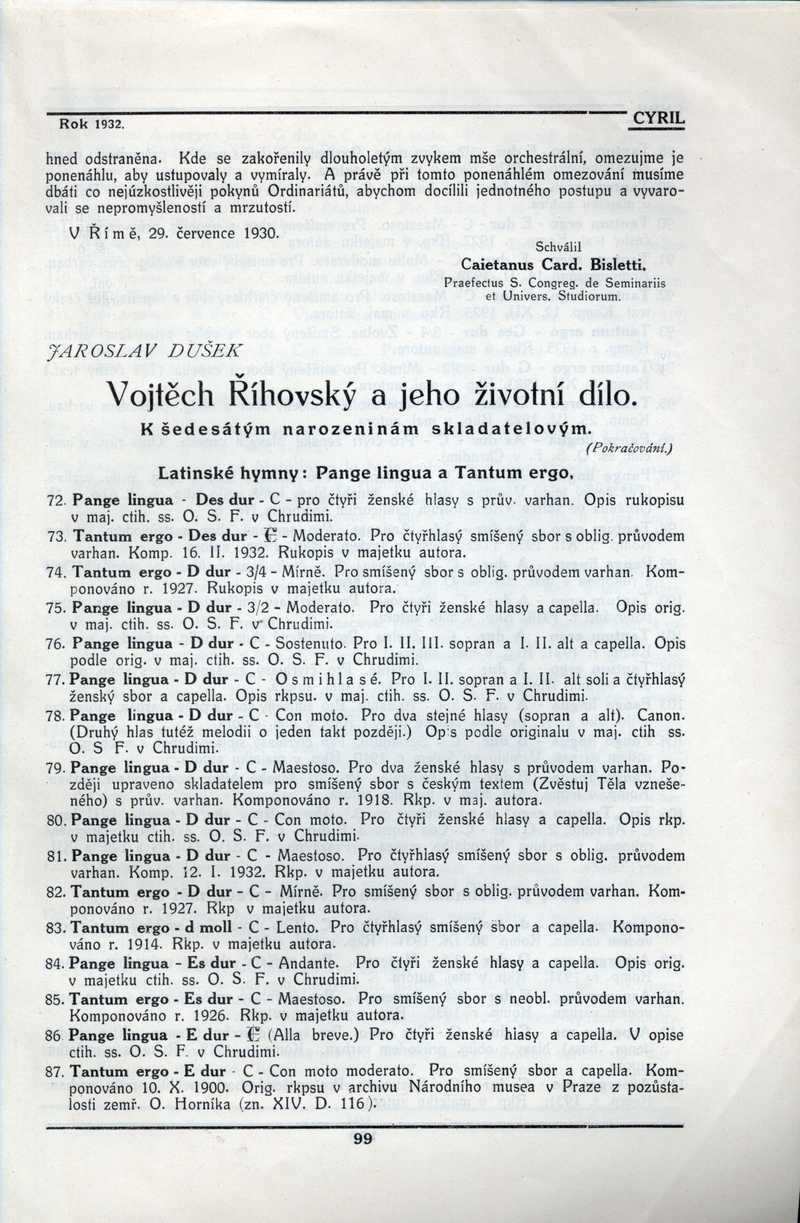 Rok 1932.
CYRIL
hned odstraněna. Kde se zakořenily dlouholetým zvykem mše orchestrální, omezujme je
ponenáhlu, aby ustupovaly a vymíraly. A právě při tomto ponenáhlém omezování musíme
dbáti co nejúzkostlivěji pokynů Ordinariátů, abychom docílili jednotného postupu a vyvaro-
vali se nepromyšleností a mrzutostí.
V Římě, 29. července 1930.
Schválil
Caietanus Card. Bisletti.
Praefectus S. Congreg. de Seminariis
et Univers. Studiorum.
JAROSLAV DUŠEK
Vojtěch Říhovský a jeho životní dílo.
K šedesátým narozeninám skladatelovým.
(Pokračování.)
Latinské hymny: Pange lingua a Tantum ergo,
72. Pange lingua - Des dur - C - pro čtyři ženské hlasy s prův. varhan. Opis rukopisu
v maj. ctih. ss. O. S. F. v Chrudimi.
73. Tantum ergo - Des dur - ₵ - Moderato. Pro čtyřhlasý smíšený sbor s oblig. průvodem
varhan. Komp. 16. II. 1932. Rukopis v majetku autora.
74. Tantum ergo - D dur - 3/4 - Mírně. Pro smíšený sbor s oblig. průvodem varhan. Kom-
ponováno r. 1927. Rukopis v majetku autora.
75. Pange lingua - D dur - 3/2 - Moderato. Pro čtyři ženské hlasy a capella. Opis orig.
v maj. ctih. ss. O. S. F. v Chrudimi.
76. Pange lingua - D dur - C - Sostenuto. Pro I. II. III. sopran a I. II. alt a capella. Opis
podle orig. v maj. ctih. ss. O. S. F. v Chrudimi.
77. Pange lingua - D dur - C - Osmihlasé. Pro I. II. sopran a I. II. alt soli a čtyřhlasý
ženský sbor a capella. Opis rkpsu. v maj. ctih. ss. O. S. F. v Chrudimi.
78. Pange lingua - D dur - C - Con moto. Pro dva stejné hlasy (sopran a alt). Canon.
(Druhý hlas tutéž melodii o jeden takt později.) Opis podle originalu v maj. ctih ss.
O. S F. v Chrudimi.
79. Pange lingua - D dur - C - Maestoso. Pro dva ženské hlasy s průvodem varhan. Po-
zději upraveno skladatelem pro smíšený sbor s českým textem (Zvěstuj Těla vzneše-
ného) s prův. varhan. Komponováno r. 1918. Rkp. v maj. autora.
80. Pange lingua - D dur - C - Con moto. Pro čtyři ženské hlasy a capella. Opis rkp.
v majetku ctih. ss. O. S. F. v Chrudimi.
81. Pange lingua - D dur - C - Maestoso. Pro čtyřhlasý smíšený sbor s oblig. průvodem
varhan. Komp. 12. I. 1932. Rkp. v majetku autora.
82. Tantum ergo - D dur - C - Mírně. Pro smíšený sbor s oblig. průvodem varhan. Kom-
ponováno r. 1927. Rkp v majetku autora.
83. Tantum ergo - d moll - C - Lento. Pro čtyřhlasý smíšený sbor a capella. Kompono-
váno r. 1914. Rkp. v majetku autora.
84. Pange lingua - Es dur - C - Andante. Pro čtyři ženské hlasy a capella. Opis orig.
v majetku ctih. ss. O. S. F. v Chrudimi.
85. Tantum ergo - Es dur - C - Maestoso. Pro smíšený sbor s neobl. průvodem varhan.
Komponováno r. 1926. Rkp. v majetku autora.
86 Pange lingua - E dur - ₵ (Alla breve.) Pro čtyři ženské hlasy a capella. V opise
ctih. ss. O. S. F. v Chrudimi.
87. Tantum ergo - E dur - C - Con moto moderato. Pro smíšený sbor a capella. Kom-
ponováno 10. X. 1900. Orig. rkpsu v archivu Národního musea v Praze z pozůsta-
losti zemř. O. Horníka (zn. XIV. D. 116).
99